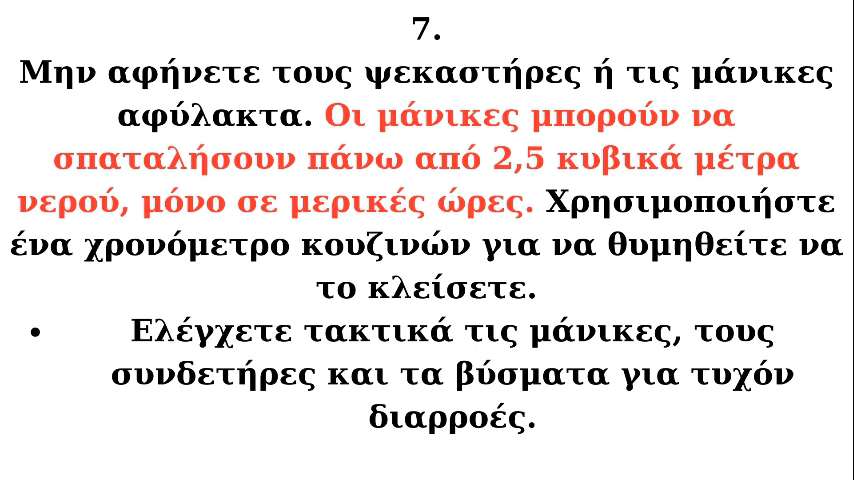 7.
Μην αφήνετε τους ψεκαστήρες ή τις μάνικες
αφύλακτα. Οι μάνικες μπορούν να
σπαταλήσουν πάνω από 2,5 κυβικά μέτρα
νερού, μόνο σε μερικές ώρες. Χρησιμοποιήστε
ένα χρονόμετρο κουζινών για να θυμηθείτε να
το κλείσετε.
• Ελέγχετε τακτικά τις μάνικες, τους
συνδετήρες και τα βύσματα για τυχόν
διαρροές.